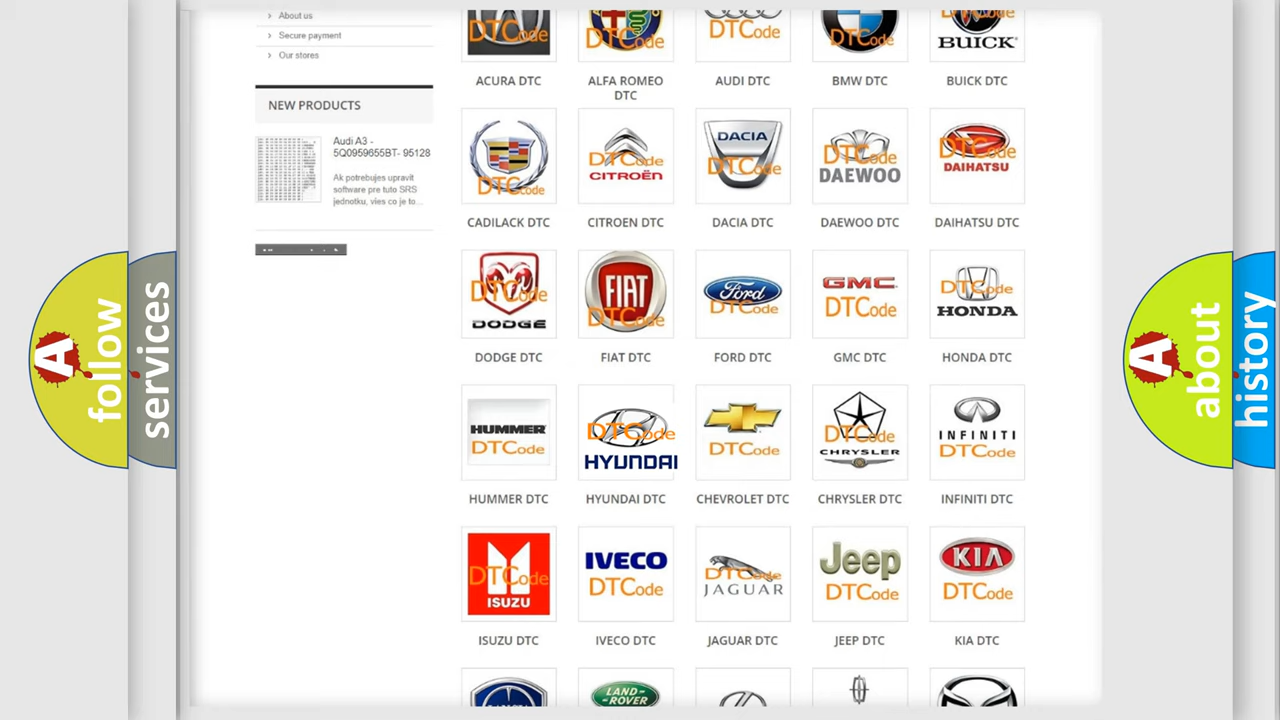 About us
Secure payment
Our stores
NEW PRODUCTS
Audi A3 -
5Q0959655BT- 95128
Ak potrebujes upravit
software pre tuto SRS
jednotku, vies co je to...
DTCode
DTCode
DTCode
DTCode
BUICK
ACURA DTC
ALFA ROMEO
DTC
AUDI DTC
BMW DTC
BUICK DTC
DTCode
DTCode
CITROËN
DACIA
DTCode
DTCode
DAEWOO
DTCode
DAIHATSU
CADILACK DTC
CITROEN DTC
DACIA DTC
DAEWOO DTC
DAIHATSU DTC
DTCode
DODGE
FIAT
DTCode
Ford
DTCode
GMC
DTCode
DTCode
HONDA
DODGE DTC
FIAT DTC
FORD DTC
GMC DTC
HONDA DTC
HUMMER
DTCode
DTCode
HYUNDAI
DTCode
DTCode
CHRYSLER
INFINITI
DTCode
HUMMER DTC
HYUNDAI DTC
CHEVROLET DTC
CHRYSLER DTC
INFINITI DTC
DTCode
ISUZU
IVECO
DTCode
DTCode
JAGUAR
Jeep
DTCode
KIA
DTCode
ISUZU DTC
IVECO DTC
JAGUAR DTC
JEEP DTC
KIA DTC
LAND-
ROVER
A
follow
services
A
about
history